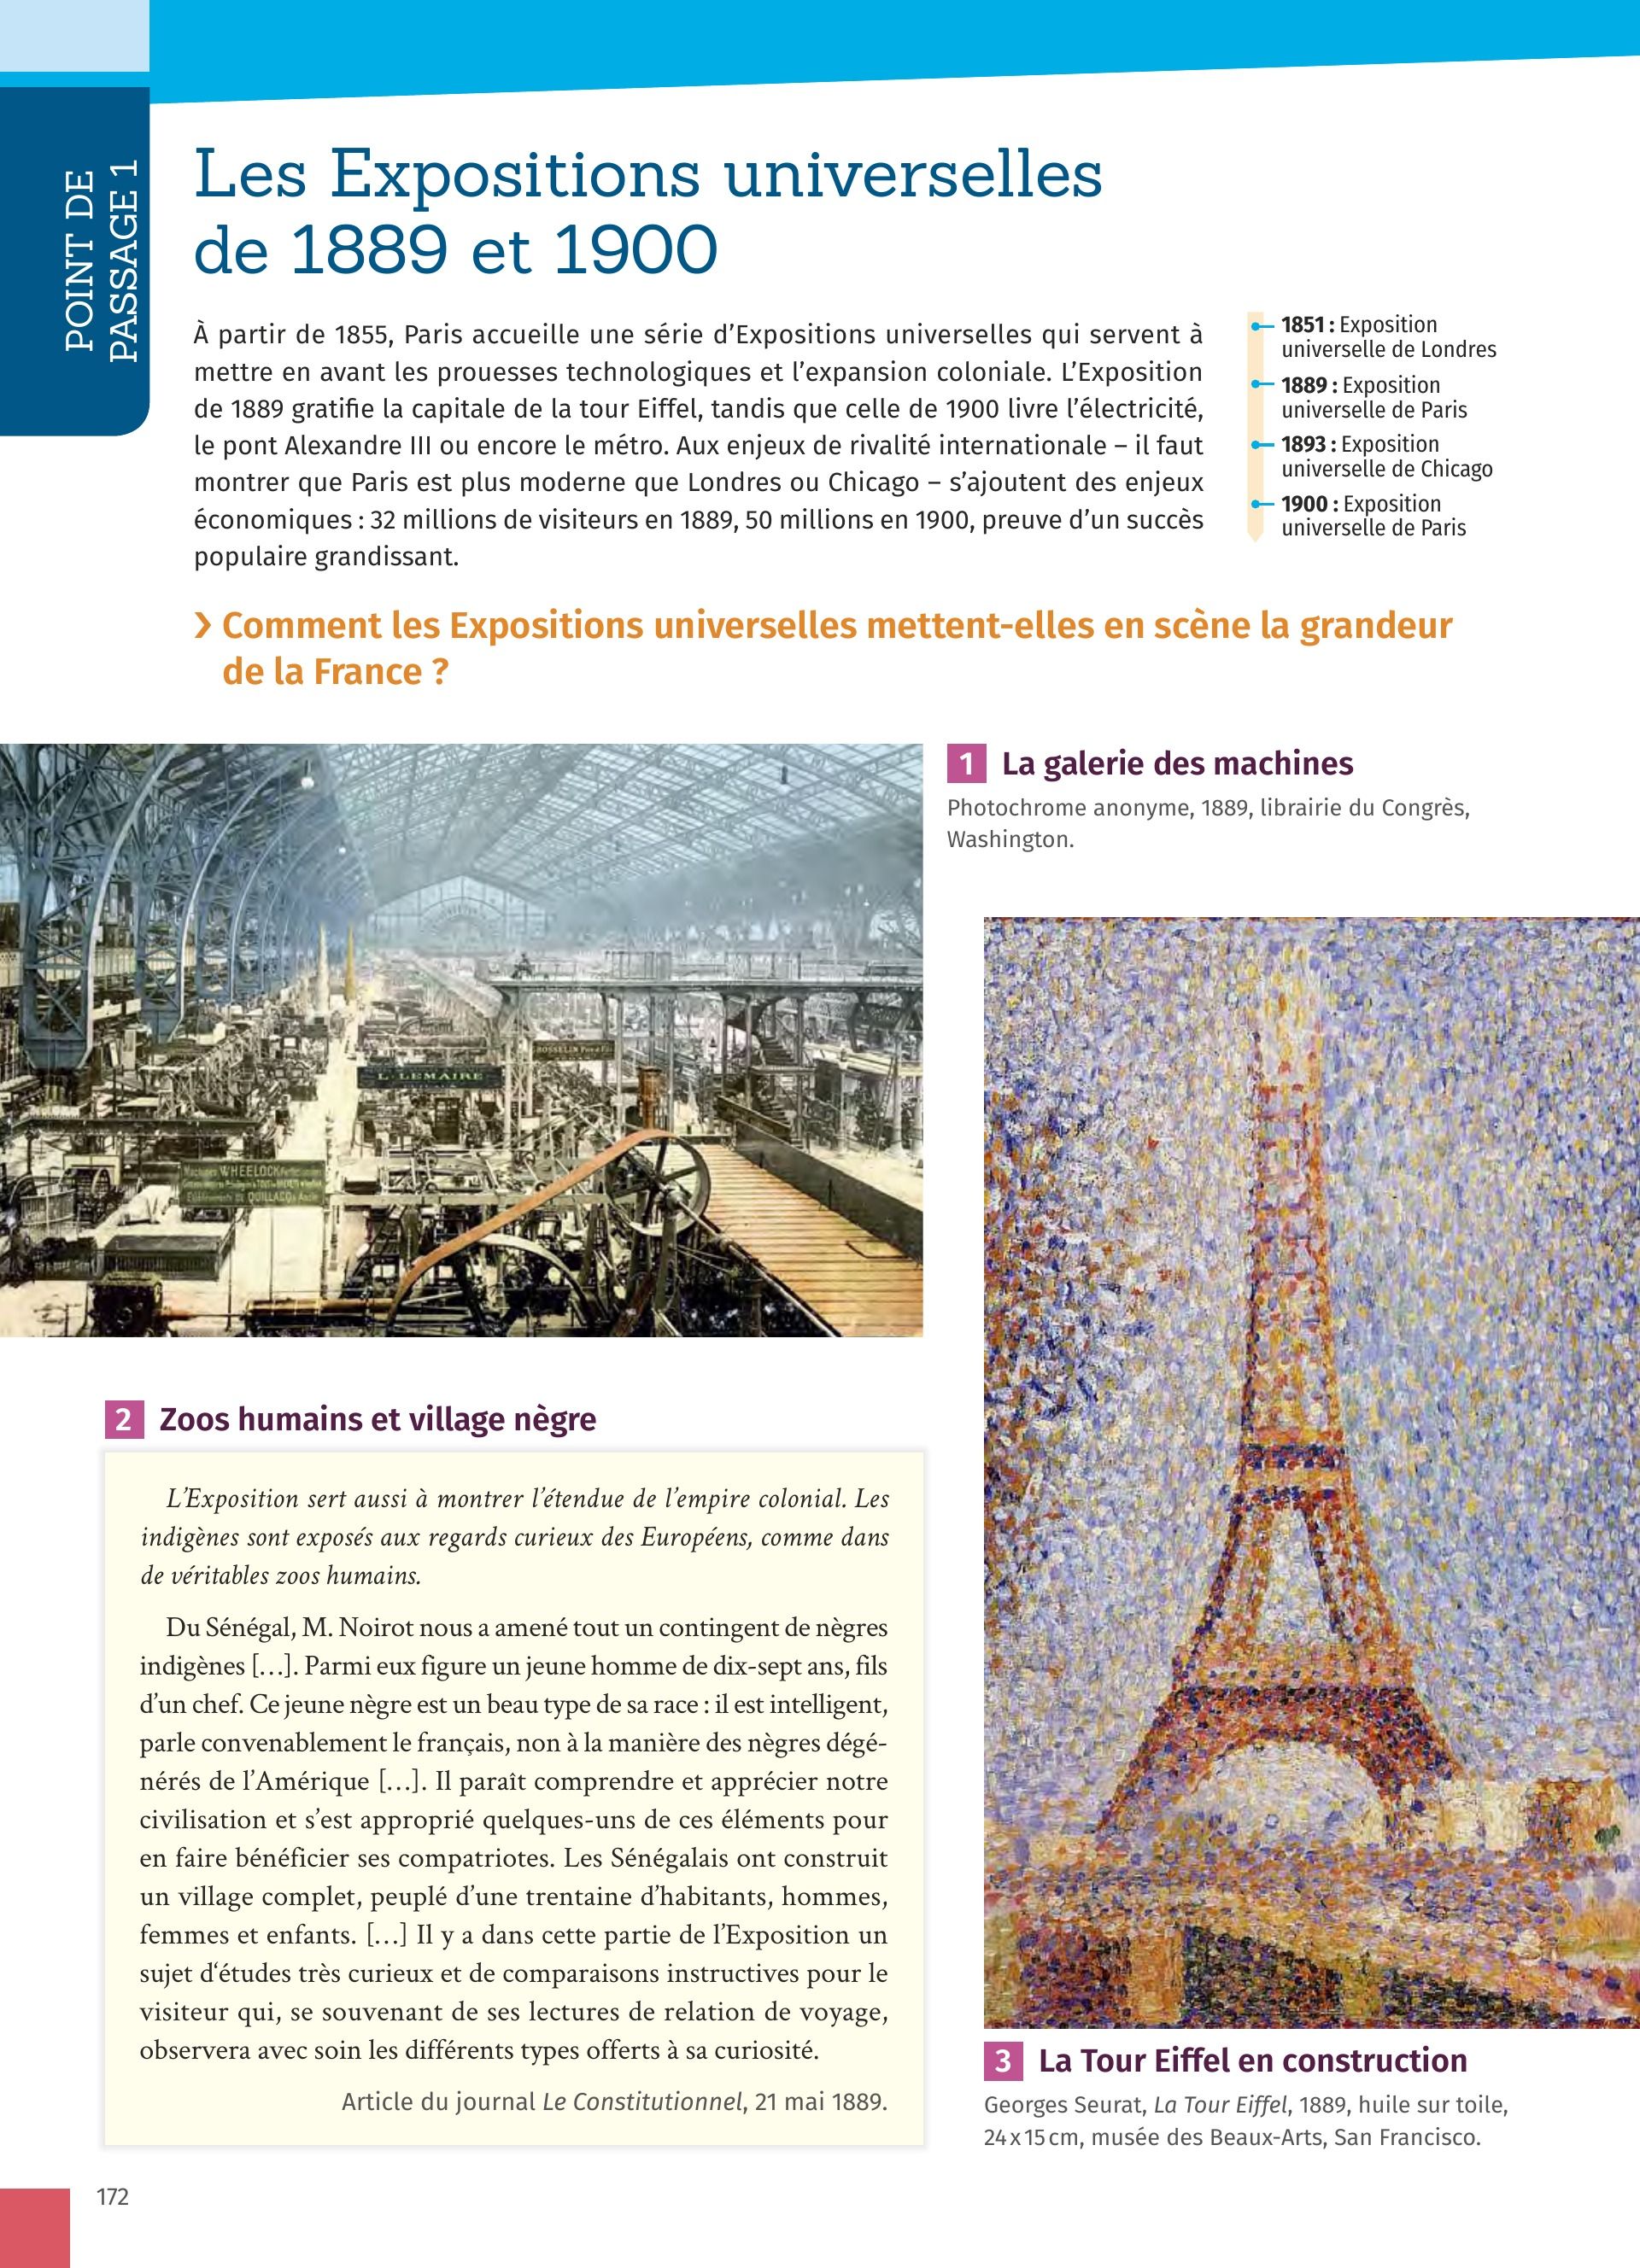 POINT DE
PASSAGE 1
Les Expositions universelles
de 1889 et 1900
À partir de 1855, Paris accueille une série d’Expositions universelles qui servent à
mettre en avant les prouesses technologiques et l’expansion coloniale. L’Exposition
de 1889 gratifie la capitale de la tour Eiffel, tandis que celle de 1900 livre l’électricité,
le pont Alexandre III ou encore le métro. Aux enjeux de rivalité internationale – il faut
montrer que Paris est plus moderne que Londres ou Chicago – s’ajoutent des enjeux
économiques : 32 millions de visiteurs en 1889, 50 millions en 1900, preuve d’un succès
populaire grandissant.
1851 : Exposition
universelle de Londres
1889 : Exposition
universelle de Paris
1893 : Exposition
universelle de Chicago
1900 : Exposition
universelle de Paris
› Comment les Expositions universelles mettent-elles en scène la grandeur
de la France ?
1 La galerie des machines
Photochrome anonyme, 1889, librairie du Congrès,
Washington.
L. LEMAIRE
WHEELOCK
QUILLACQ
2 Zoos humains et village nègre
L’Exposition sert aussi à montrer l’étendue de l’empire colonial. Les
indigènes sont exposés aux regards curieux des Européens, comme dans
de véritables zoos humains.
Du Sénégal, M. Noirot nous a amené tout un contingent de nègres
indigènes […]. Parmi eux figure un jeune homme de dix-sept ans, fils
d’un chef. Ce jeune nègre est un beau type de sa race : il est intelligent,
parle convenablement le français, non à la manière des nègres dégé-
nérés de l’Amérique […]. Il paraît comprendre et apprécier notre
civilisation et s’est approprié quelques-uns de ces éléments pour
en faire bénéficier ses compatriotes. Les Sénégalais ont construit
un village complet, peuplé d’une trentaine d’habitants, hommes,
femmes et enfants. […] Il y a dans cette partie de l’Exposition un
sujet d‘études très curieux et de comparaisons instructives pour le
visiteur qui, se souvenant de ses lectures de relation de voyage,
observera avec soin les différents types offerts à sa curiosité.
Article du journal Le Constitutionnel, 21 mai 1889.
3 La Tour Eiffel en construction
Georges Seurat, La Tour Eiffel, 1889, huile sur toile,
24 x 15 cm, musée des Beaux-Arts, San Francisco.
172